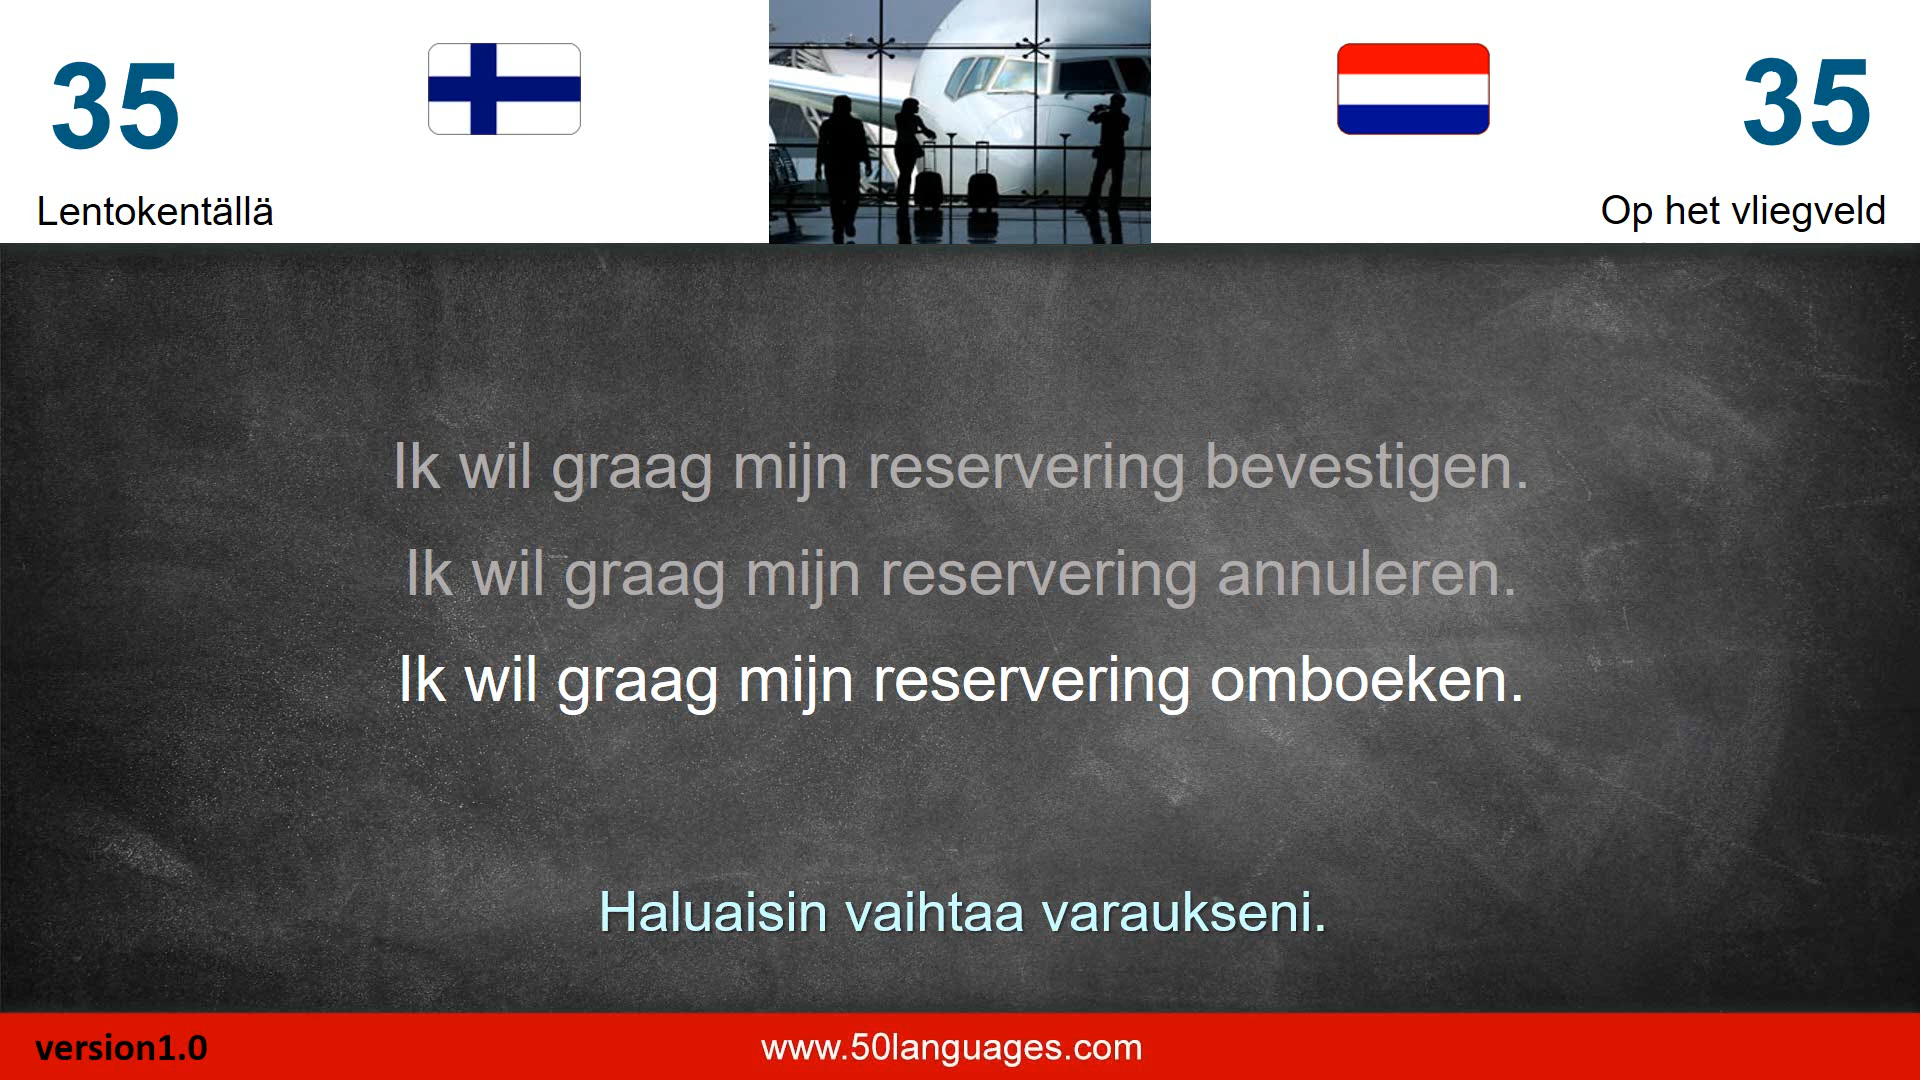 35
35
Lentokentällä
Op het vliegveld
Ik wil graag mijn reservering bevestigen.
Ik wil graag mijn reservering annuleren.
Ik wil graag mijn reservering omboeken.
Haluaisin vaihtaa varaukseni.
version1.0
www.50languages.com